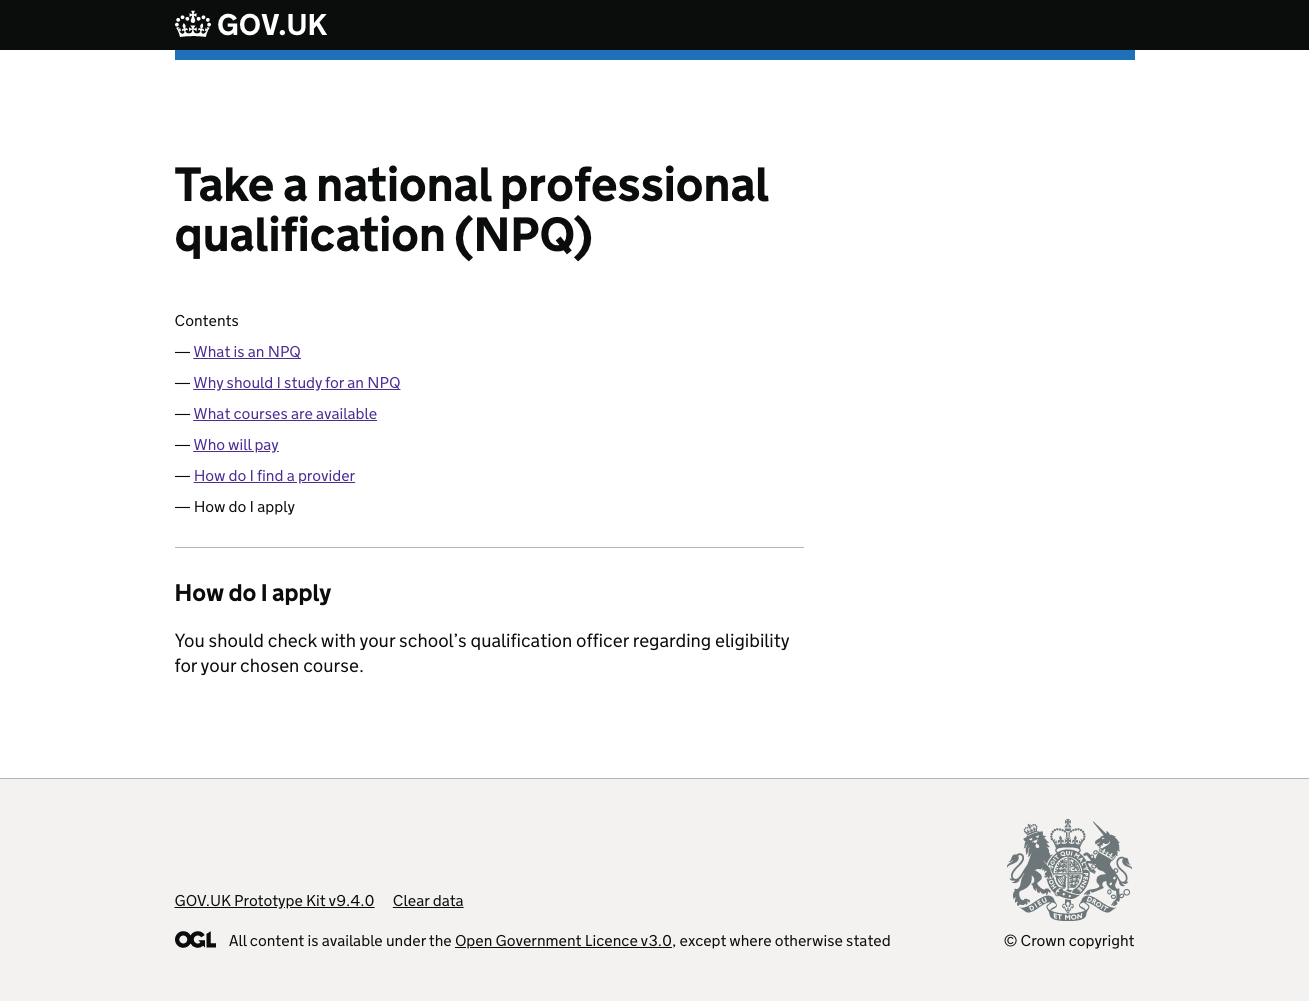 GOV.UK
Take a national professional
qualification (NPQ)
Contents
— What is an NPQ
— Why should I study for an NPQ
— What courses are available
— Who will pay
— How do I find a provider
— How do I apply
How do I apply
You should check with your school’s qualification officer regarding eligibility
for your chosen course.
GOV.UK Prototype Kit v9.4.0 Clear data
OGL All content is available under the Open Government Licence v3.0, except where otherwise stated
DIEU ET MON DROIT
© Crown copyright